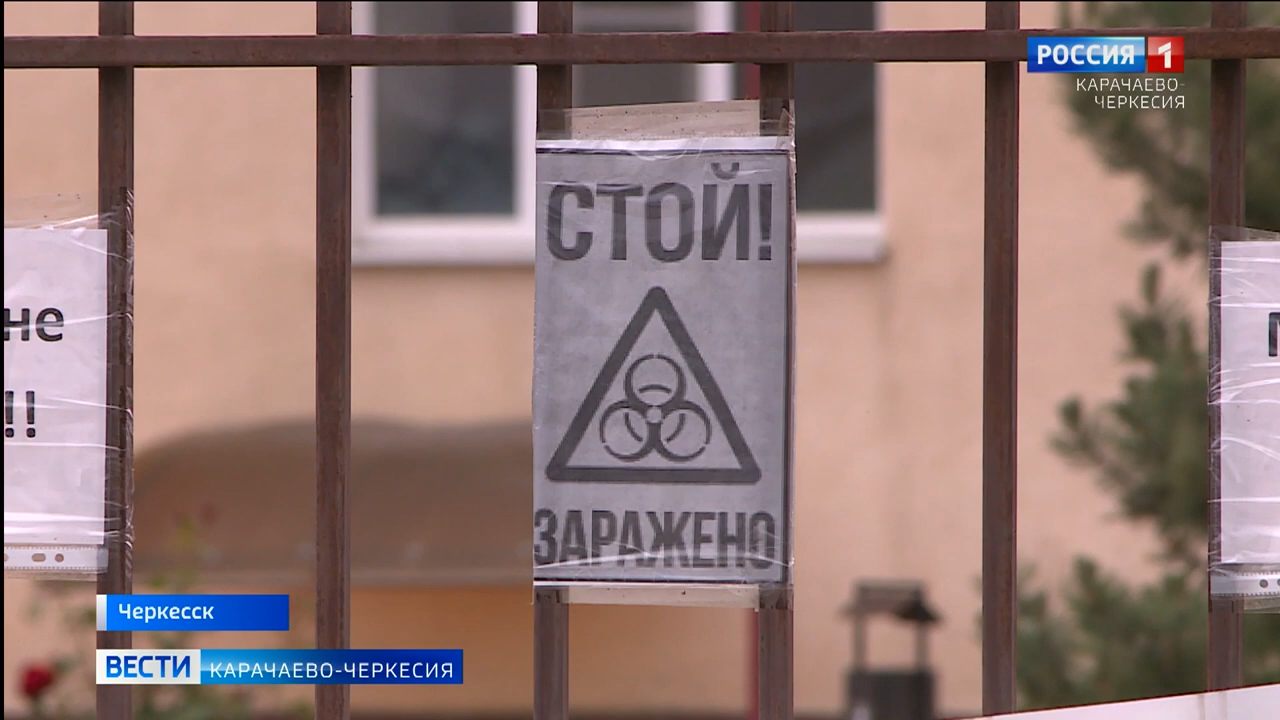 РОССИЯ 1
КАРАЧАЕВО-
ЧЕРКЕСИЯ
СТОЙ!
ЗАРАЖЕНО
не
!!
Черкесск
ВЕСТИ КАРАЧАЕВО-ЧЕРКЕСИЯ